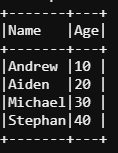 +-------+---+
|Name   |Age|
+-------+---+
|Andrew |10 |
|Aiden  |20 |
|Michael|30 |
|Stephan|40 |
+-------+---+